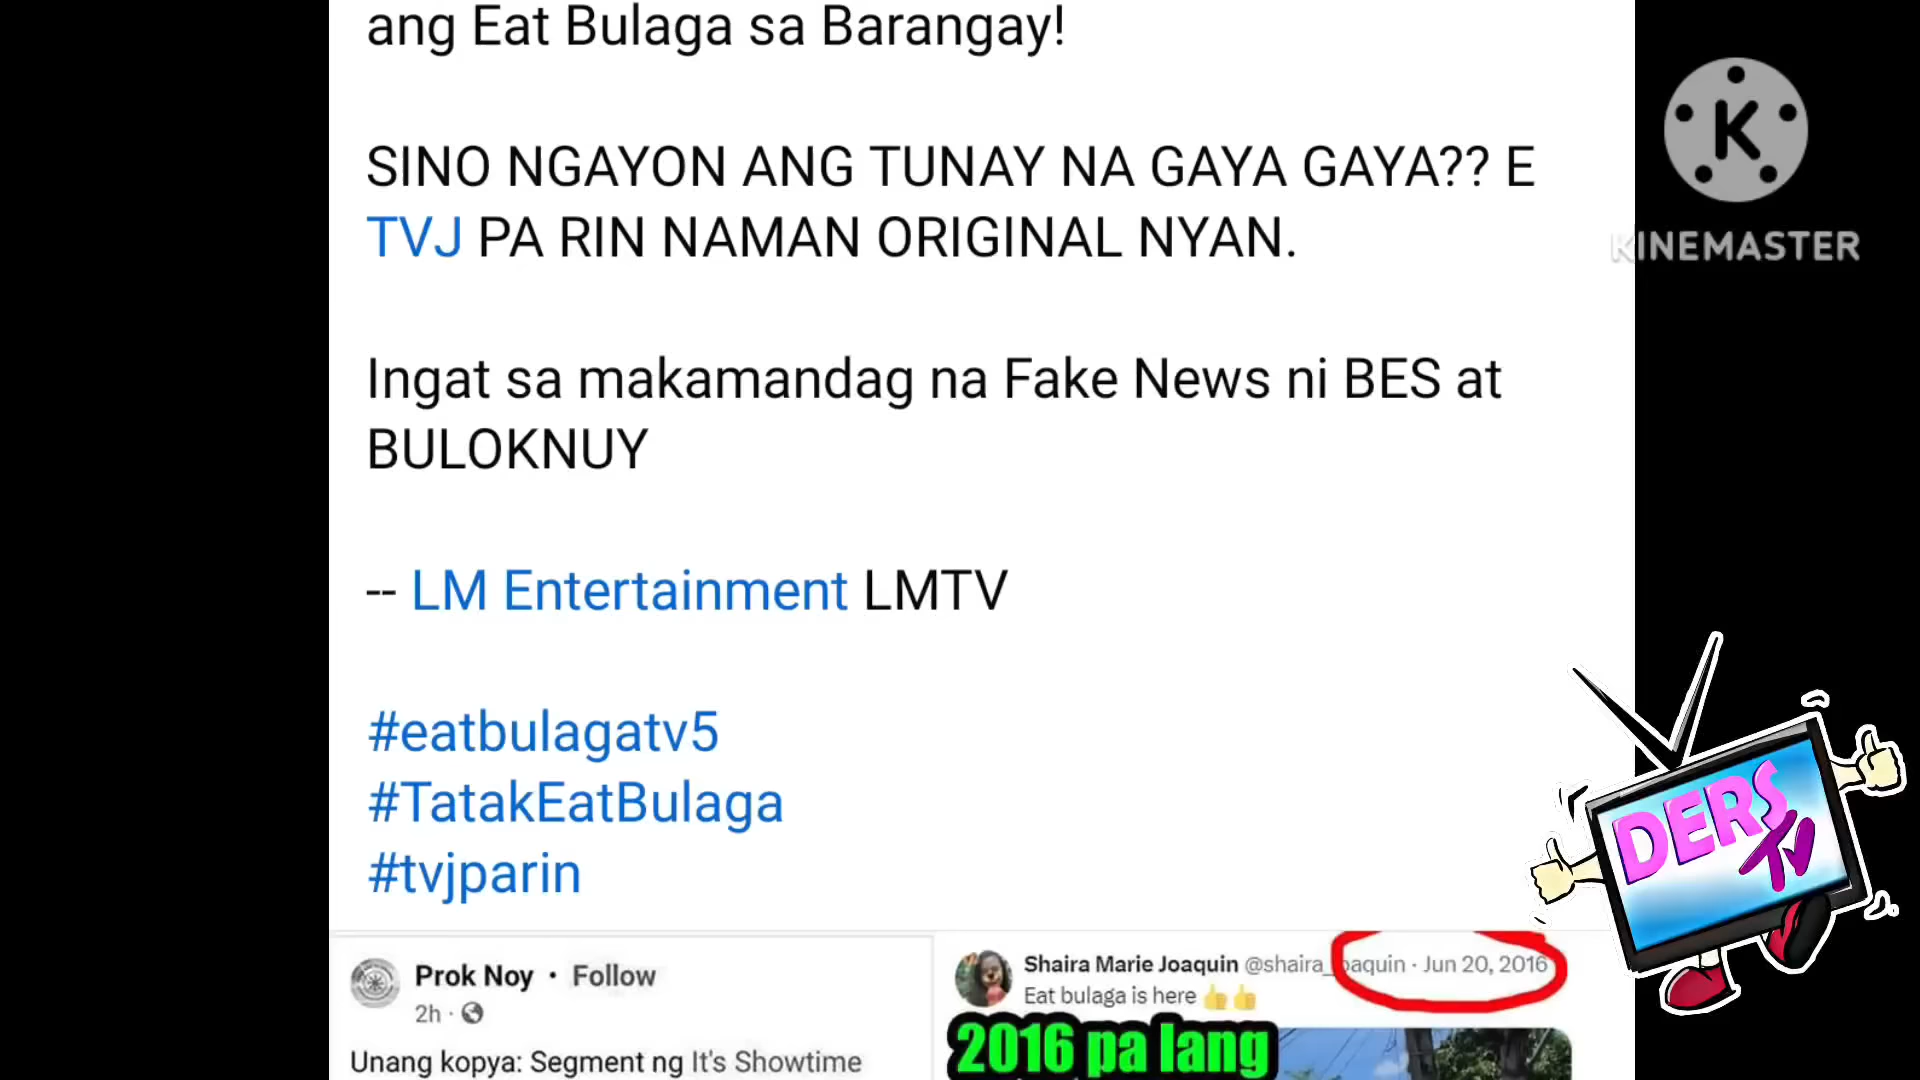 ang Eat Bulaga sa Barangay!
SINO NGAYON ANG TUNAY NA GAYA GAYA?? E
TVJ PA RIN NAMAN ORIGINAL NYAN.
Ingat sa makamandag na Fake News ni BES at
BULOKNUY
-- LM Entertainment LMTV
#eatbulagatv5
#TatakEatBulaga
#tvjparin
Prok Noy · Follow
2h ·
Unang kopya: Segment ng It's Showtime
Shaira Marie Joaquin @shaira_joaquin · Jun 20, 2016
Eat bulaga is here 👍👍
2016 pa lang
K
KINEMASTER
DERS
TV